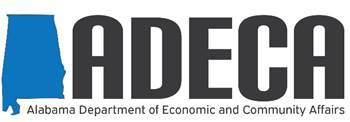 ADECA
Alabama Department of Economic and Community Affairs